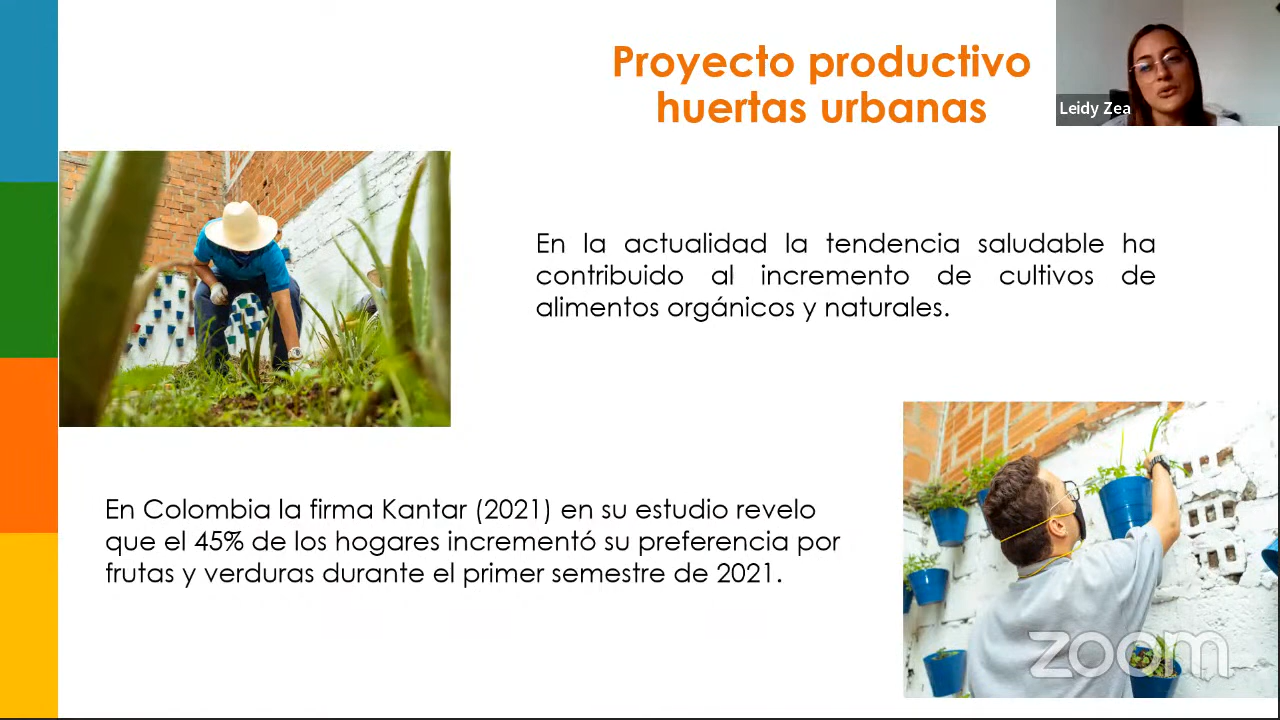 Proyecto productivo
huertas urbanas
Leidy Zea
En la actualidad la tendencia saludable ha
contribuido al incremento de cultivos de
alimentos orgánicos y naturales.
En Colombia la firma Kantar (2021) en su estudio revelo
que el 45% de los hogares incrementó su preferencia por
frutas y verduras durante el primer semestre de 2021.
zoom